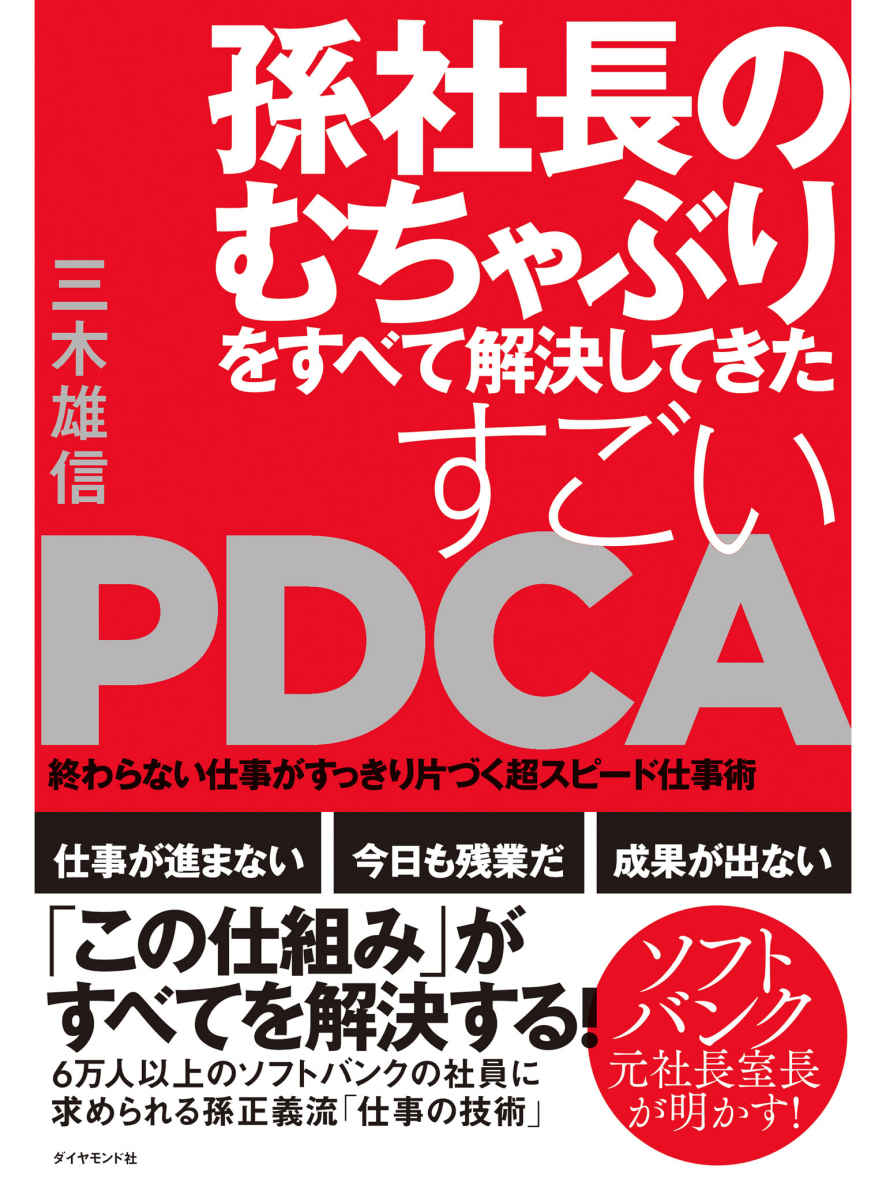 孫社長の
むちゃぶり
をすべて解決してきた
すごい
PDCA
三木雄信
終わらない仕事がすっきり片づく超スピード仕事術
仕事が進まない
今日も残業だ
成果が出ない
「この仕組み」が
すべてを解決する!
6万人以上のソフトバンクの社員に
求められる孫正義流「仕事の技術」
ソフト
バンク
元社長室長
が明かす!
ダイヤモンド社